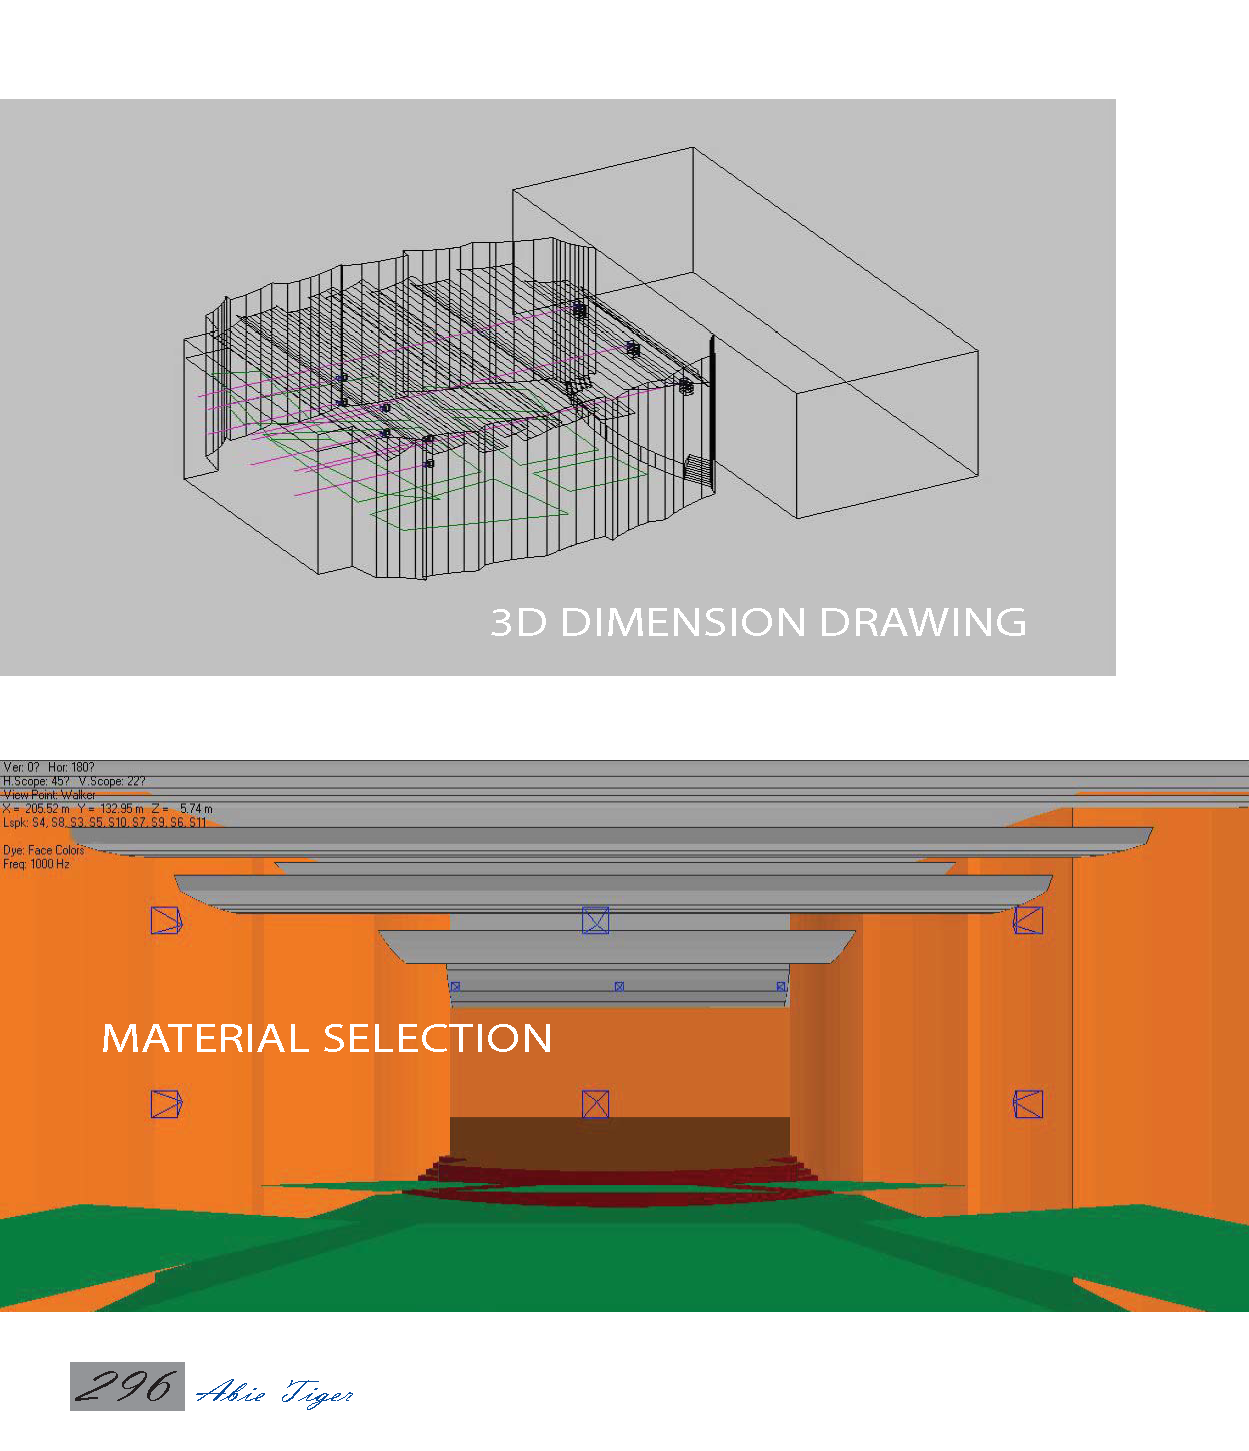 3D DIMENSION DRAWING
Ver: 0? Hor: 180?
H.Scope: 45? V.Scope: 22?
View Point: Walker
X = 205.52 m Y = 132.95 m Z = 5.74 m
Lspk: S4, S8, S3, S5, S10, S7, S9, S6, S11
Dye: Face Colors
Freq: 1000 Hz
MATERIAL SELECTION
296 Abie Tiger